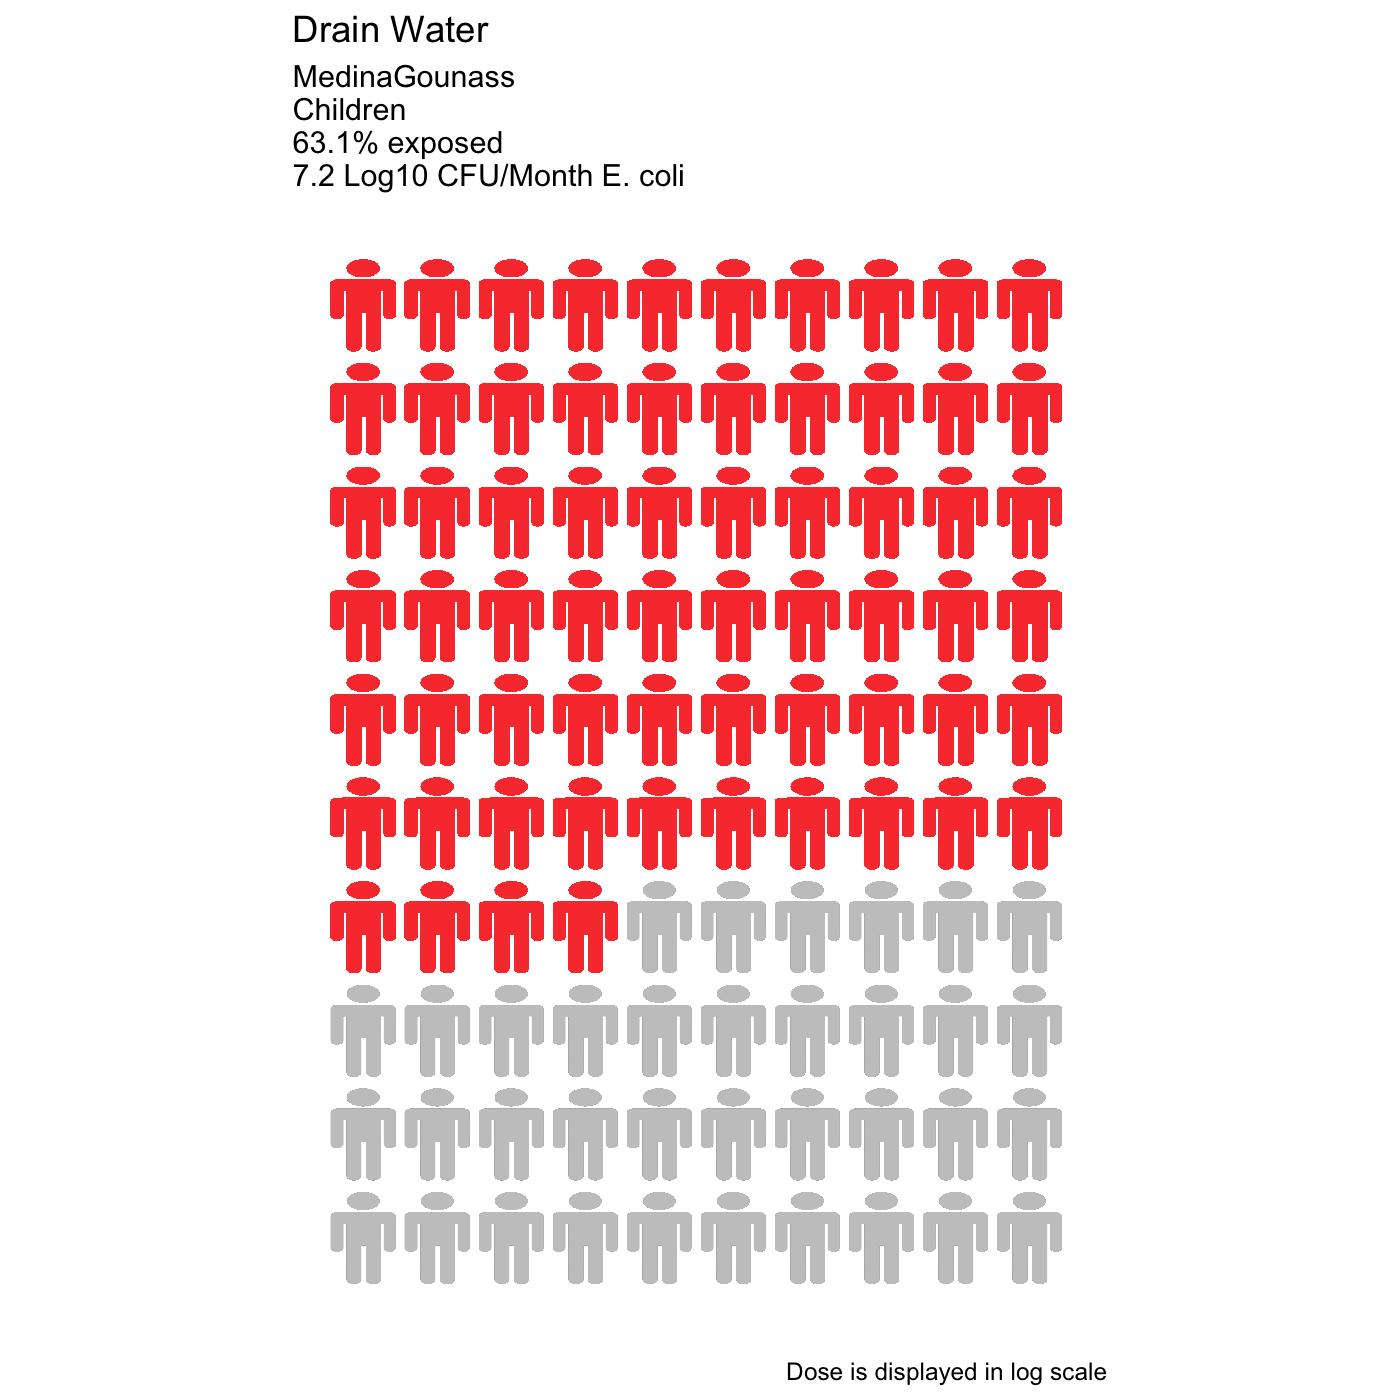 Drain Water
MedinaGounass
Children
63.1% exposed
7.2 Log10 CFU/Month E. coli
Dose is displayed in log scale